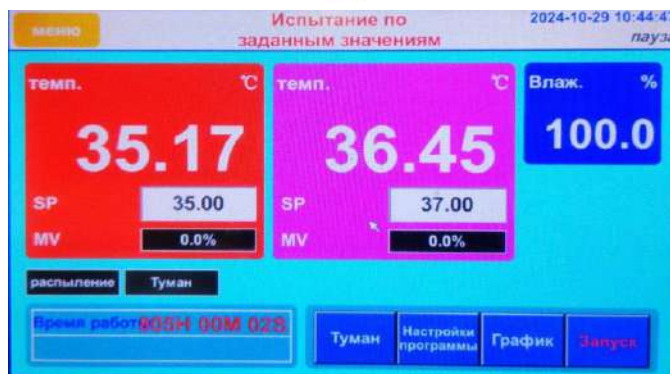 меню
Испытание по
заданным значениям
2024-10-29 10:44:4
пауза
темп. ℃
35.17
SP 35.00
MV 0.0%
темп. ℃
36.45
SP 37.00
MV 0.0%
Влаж. %
100.0
распыление Туман
Время работ 005H 00M 02S
Туман
Настройки
программы
График
Запуск